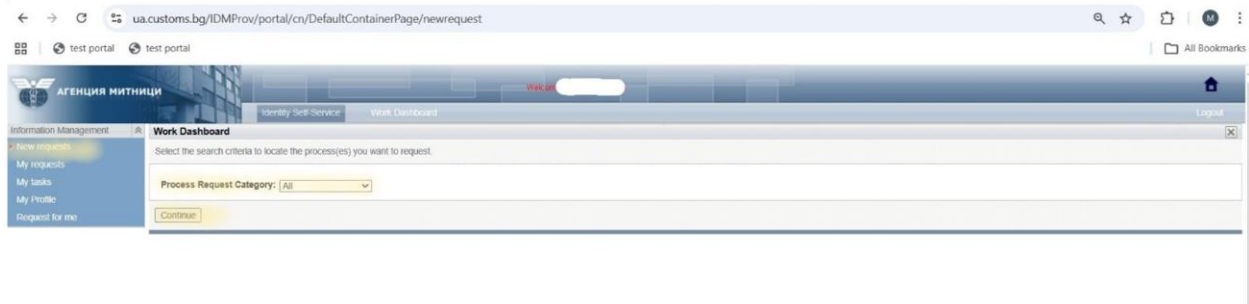 ua.customs.bg/IDMProv/portal/cn/DefaultContainerPage/newrequest
M
test portal test portal All Bookmarks
АГЕНЦИЯ МИТНИЦИ
Identity Self-Service Work Dashboard Logout
Information Management Work Dashboard
New requests
Select the search criteria to locate the process(es) you want to request.
My requests
My tasks
Process Request Category: All
My Profile
Request for me
Continue